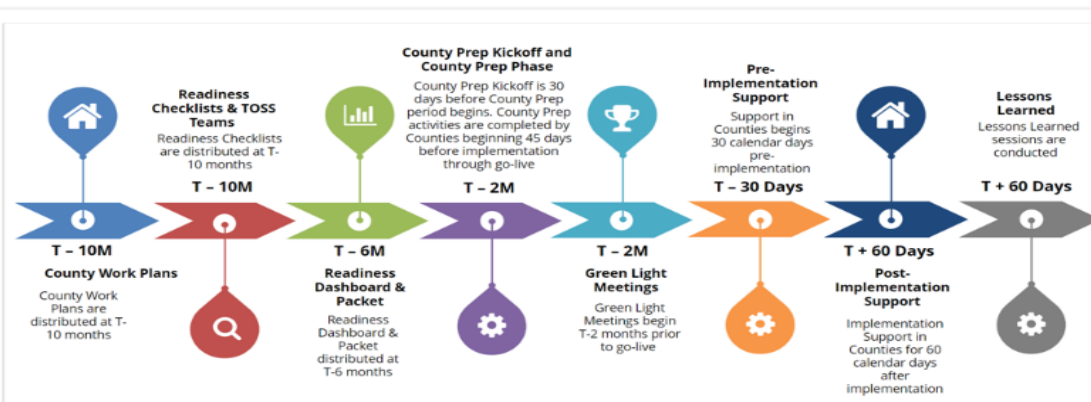 County Prep Kickoff and
County Prep Phase
County Prep Kickoff is 30
days before County Prep
period begins. County Prep
activities are completed by
Counties beginning 45 days
before implementation
through go-live
T – 2M
Readiness
Checklists & TOSS
Teams
Readiness Checklists
are distributed at T-
10 months
T – 10M
Pre-
Implementation
Support
Support in
Counties begins
30 calendar days
pre-
implementation
T – 30 Days
Lessons
Learned
Lessons Learned
sessions are
conducted
T + 60 Days
T – 10M
County Work Plans
County Work
Plans are
distributed at T-
10 months
T – 6M
Readiness
Dashboard &
Packet
Readiness
Dashboard &
Packet
distributed at
T-6 months
T – 2M
Green Light
Meetings
Green Light
Meetings begin
T-2 months prior
to go-live
T + 60 Days
Post-
Implementation
Support
Implementation
Support in
Counties for 60
calendar days
after
implementation